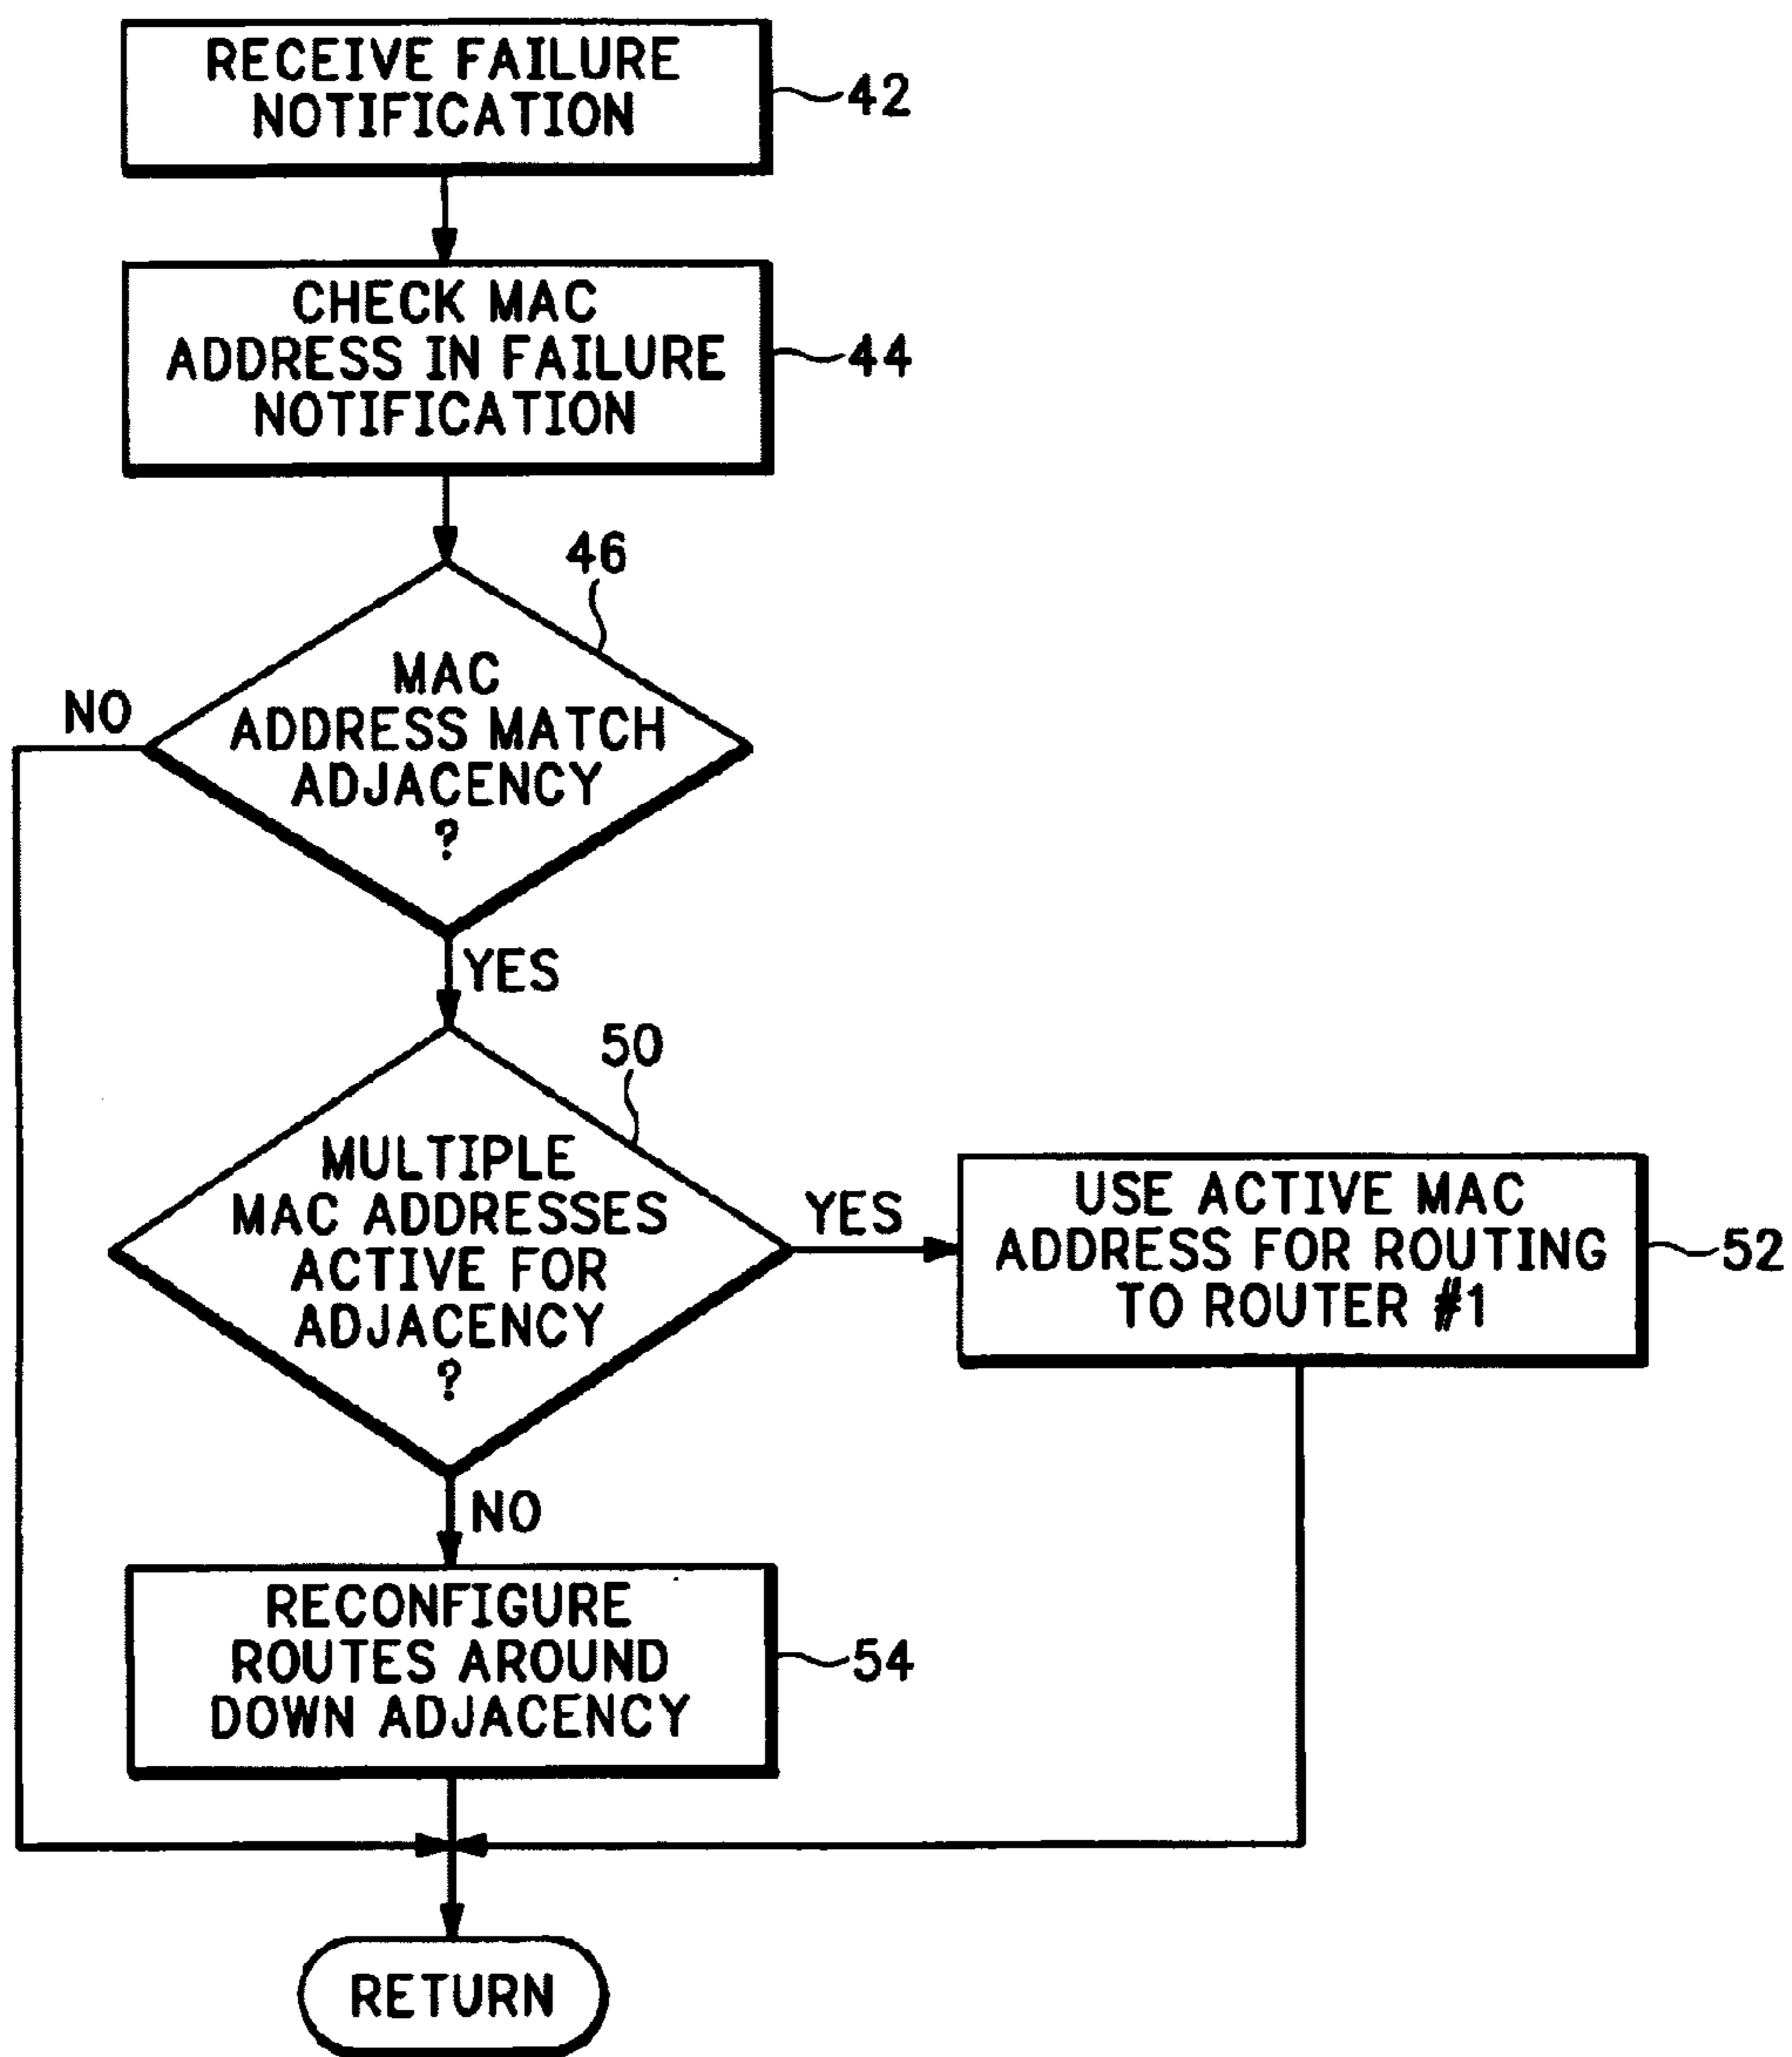 RECEIVE FAILURE
NOTIFICATION
42
CHECK MAC
ADDRESS IN FAILURE
NOTIFICATION
44
46
MAC
ADDRESS MATCH
ADJACENCY
?
NO
YES
50
MULTIPLE
MAC ADDRESSES
ACTIVE FOR
ADJACENCY
?
YES
USE ACTIVE MAC
ADDRESS FOR ROUTING
TO ROUTER #1
52
NO
RECONFIGURE
ROUTES AROUND
DOWN ADJACENCY
54
RETURN